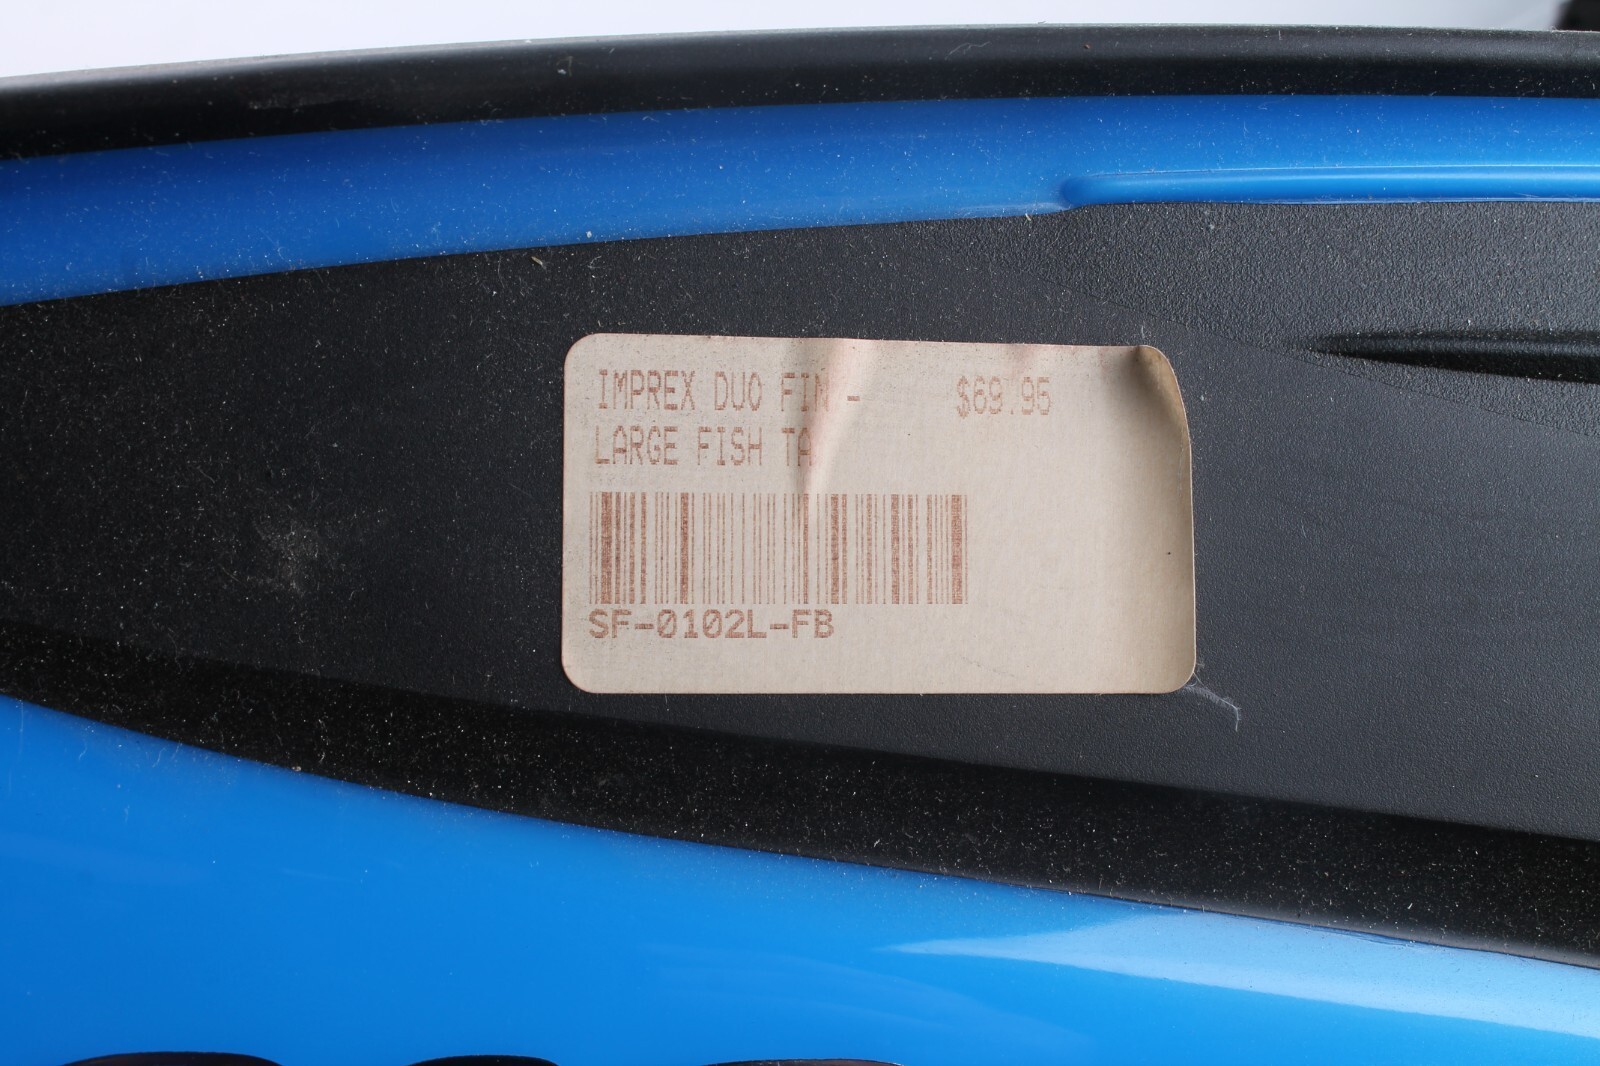 IMPREX DUO FIN - $69.95
LARGE FISH TA
SF-0102L-FB